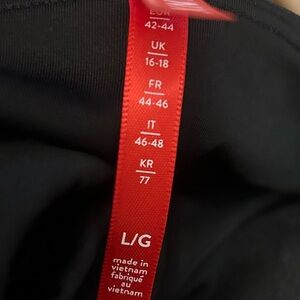 EUR
42-44
UK
16-18
FR
44-46
IT
46-48
KR
77
L/G
made in
vietnam
fabriqué
au
vietnam